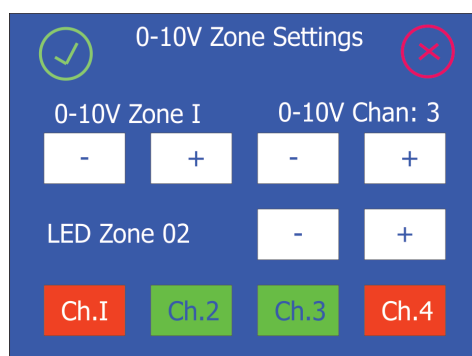 0-10V Zone Settings
0-10V Zone I 0-10V Chan: 3
- + - +
LED Zone 02 - +
Ch.I Ch.2 Ch.3 Ch.4